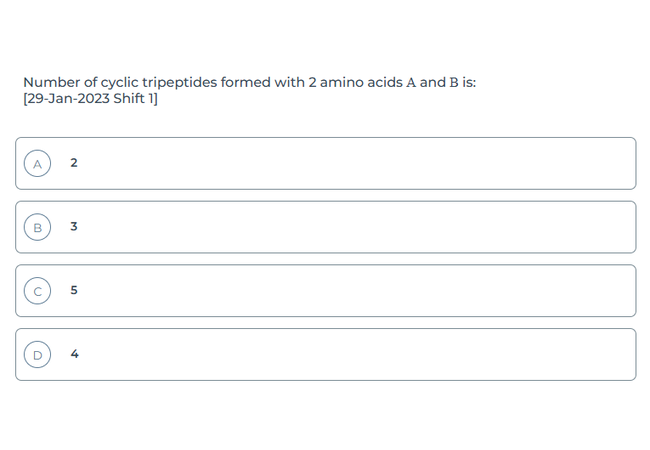 Number of cyclic tripeptides formed with 2 amino acids A and B is:
[29-Jan-2023 Shift 1]
A 2
B 3
C 5
D 4